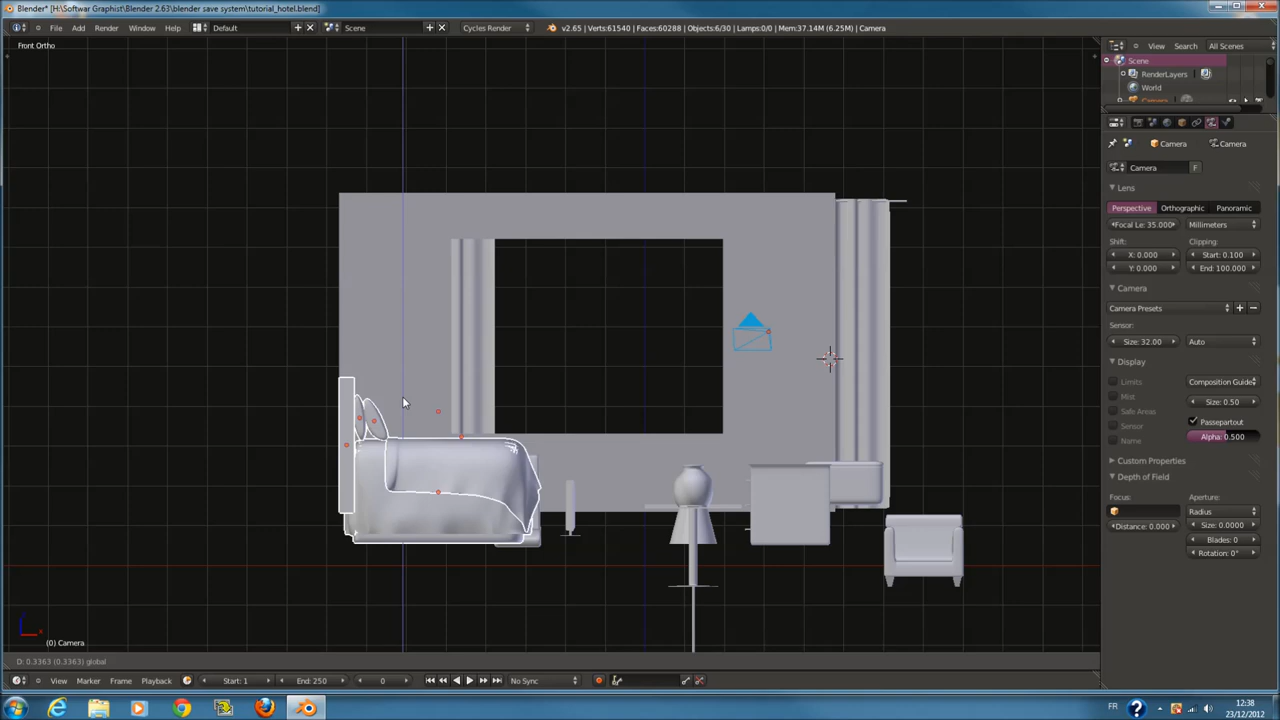 Blender* [H:\Softwar Graphist\Blender 2.63\blender save system\tutorial_hotel.blend]
File Add Render Window Help Default Scene Cycles Render v2.65 | Verts:61540 | Faces:60288 | Objects:6/30 | Lamps:0/0 | Mem:37.14M (6.25M) | Camera
Front Ortho
View Search All Scenes
Scene
RenderLayers
World
Camera
Camera Camera
Camera F
Lens
Perspective Orthographic Panoramic
Focal Le: 35.000 Millimeters
Shift: Clipping:
X: 0.000 Start: 0.100
Y: 0.000 End: 100.000
Camera
Camera Presets
Sensor:
Size: 32.00 Auto
Display
Limits Composition Guide
Mist Size: 0.50
Safe Areas Passepartout
Sensor Alpha: 0.500
Name
Custom Properties
Depth of Field
Focus: Aperture:
Radius
Distance: 0.000 Size: 0.0000
Blades: 0
Rotation: 0°
(0) Camera
D: 0.3363 (0.3363) global
View Marker Frame Playback Start: 1 End: 250 0 No Sync
FR 12:38
23/12/2012